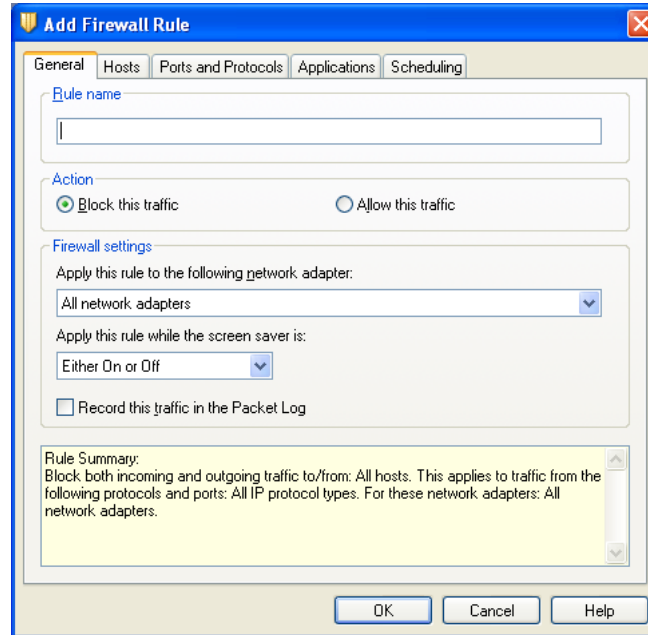 Add Firewall Rule
General Hosts Ports and Protocols Applications Scheduling
Rule name
Action
Block this traffic Allow this traffic
Firewall settings
Apply this rule to the following network adapter:
All network adapters
Apply this rule while the screen saver is:
Either On or Off
Record this traffic in the Packet Log
Rule Summary:
Block both incoming and outgoing traffic to/from: All hosts. This applies to traffic from the
following protocols and ports: All IP protocol types. For these network adapters: All
network adapters.
OK Cancel Help